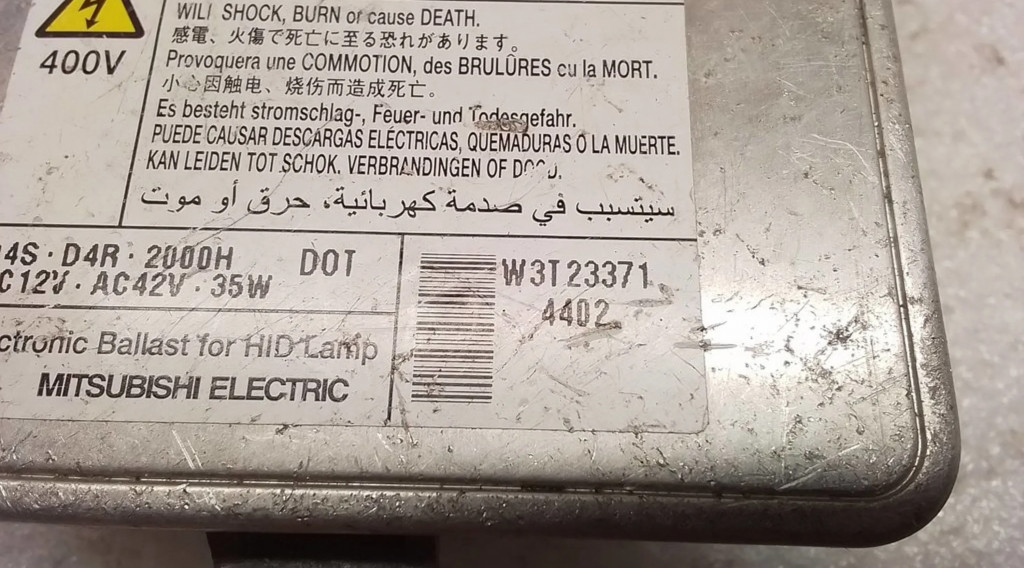 WILL SHOCK, BURN or cause DEATH.
感電、火傷で死亡に至る恐れがあります。
400V
Provoquera une COMMOTION, des BRULÛRES cu la MORT.
小心因触电、烧伤而造成死亡。
Es besteht stromschlag-, Feuer- und Todesgefahr.
PUEDE CAUSAR DESCARGAS ELÉCTRICAS, QUEMADURAS O LA MUERTE.
KAN LEIDEN TOT SCHOK. VERBRANDINGEN OF
سيتسبب في صدمة كهربائية، حرق أو موت
4S · D4R · 2000H DOT
C12V · AC42V · 35W
W3T23371
4402
ctronic Ballast for HID Lamp
MITSUBISHI ELECTRIC